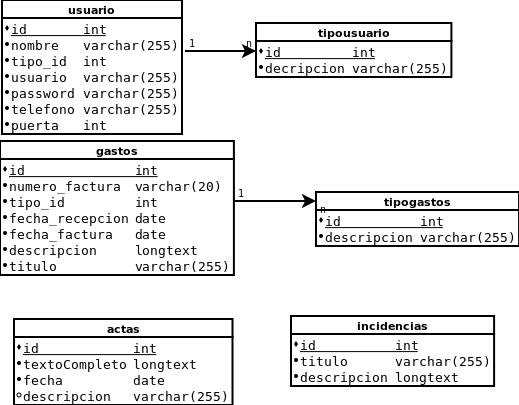 usuario
id int
nombre varchar(255)
tipo_id int
usuario varchar(255)
password varchar(255)
telefono varchar(255)
puerta int
1
n
tipousuario
id int
decripcion varchar(255)
gastos
id int
numero_factura varchar(20)
tipo_id int
fecha_recepcion date
fecha_factura date
descripcion longtext
titulo varchar(255)
1
n
tipogastos
id int
descripcion varchar(255)
actas
id int
textoCompleto longtext
fecha date
descripcion varchar(255)
incidencias
id int
titulo varchar(255)
descripcion longtext